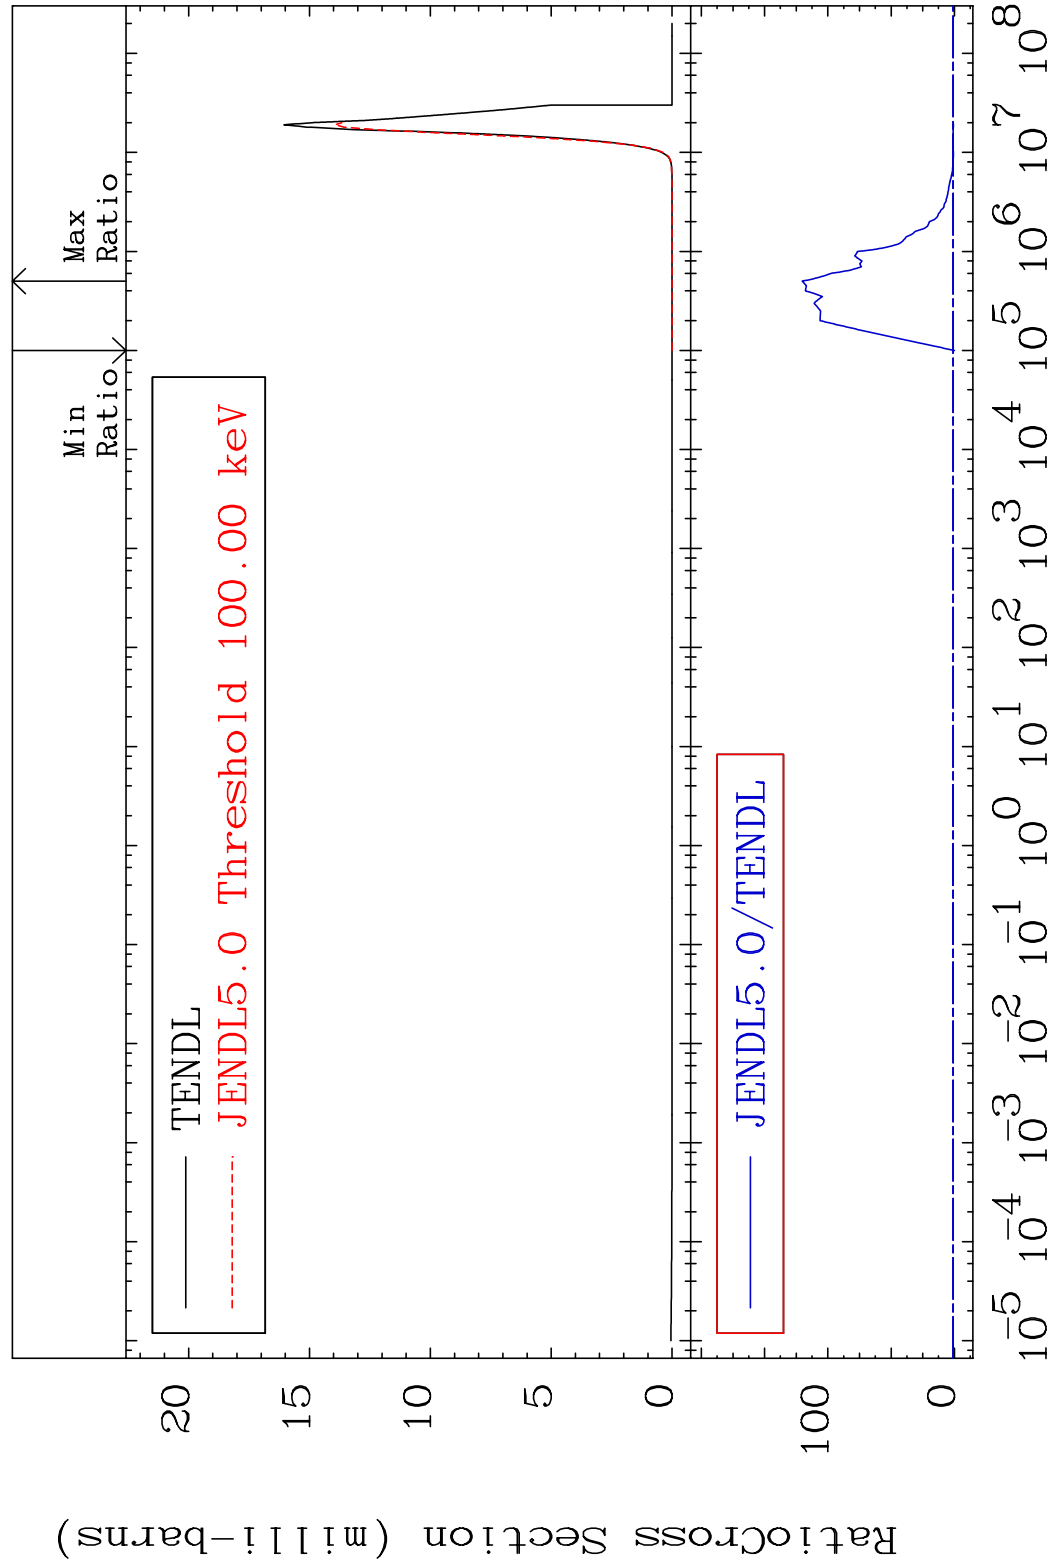 Min
Ratio
Max
Ratio
TENDL
JENDL5.0 Threshold 100.00 keV
20
15
10
5
0
Cross Section (milli-barns)
JENDL5.0/TENDL
100
0
Ratio
10-5 10-4 10-3 10-2 10-1 10 0 10 1 10 2 10 3 10 4 10 5 10 6 10 7 10 8